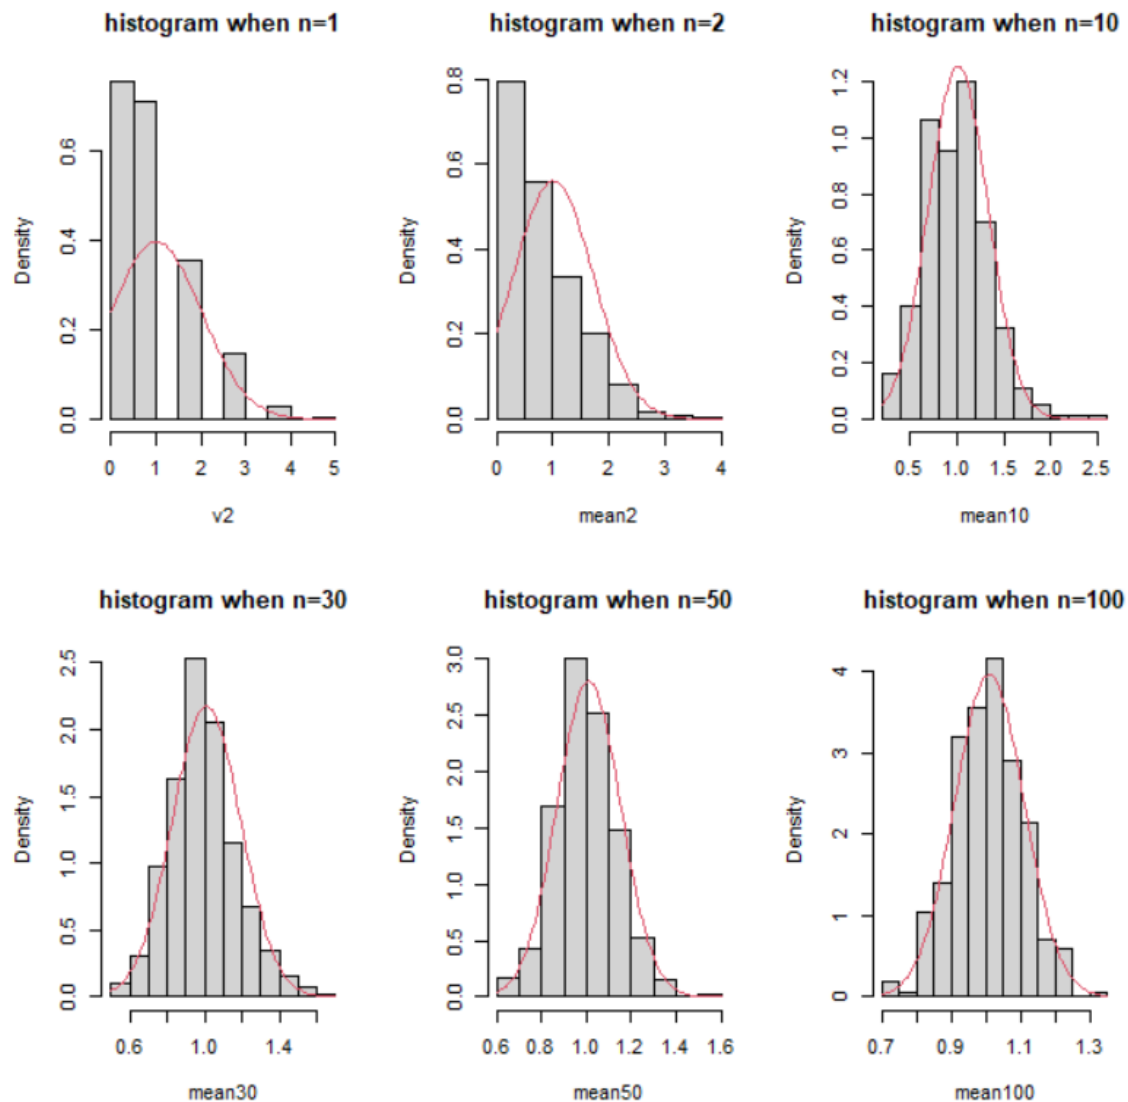 histogram when n=1
Density
0.0 0.2 0.4 0.6
0 1 2 3 4 5
v2
histogram when n=2
Density
0.0 0.2 0.4 0.6 0.8
0 1 2 3 4
mean2
histogram when n=10
Density
0.0 0.2 0.4 0.6 0.8 1.0 1.2
0.5 1.0 1.5 2.0 2.5
mean10
histogram when n=30
Density
0.0 0.5 1.0 1.5 2.0 2.5
0.6 1.0 1.4
mean30
histogram when n=50
Density
0.0 0.5 1.0 1.5 2.0 2.5 3.0
0.6 0.8 1.0 1.2 1.4 1.6
mean50
histogram when n=100
Density
0 1 2 3 4
0.7 0.9 1.1 1.3
mean100